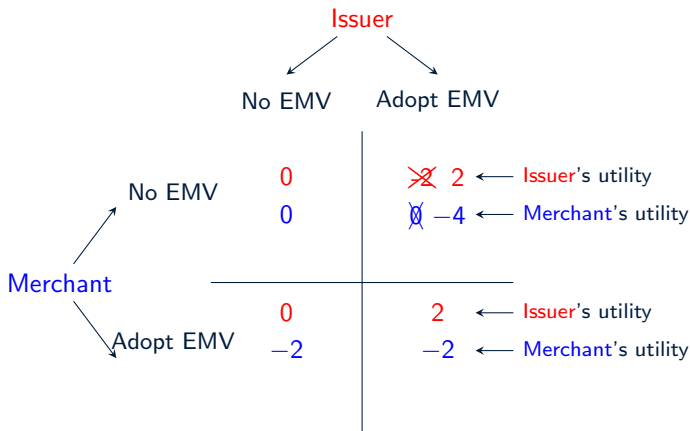 Issuer
No EMV Adopt EMV
No EMV
0 -2 2 Issuer's utility
0 0 −4 Merchant's utility
Merchant
Adopt EMV
0 2 Issuer's utility
−2 −2 Merchant's utility